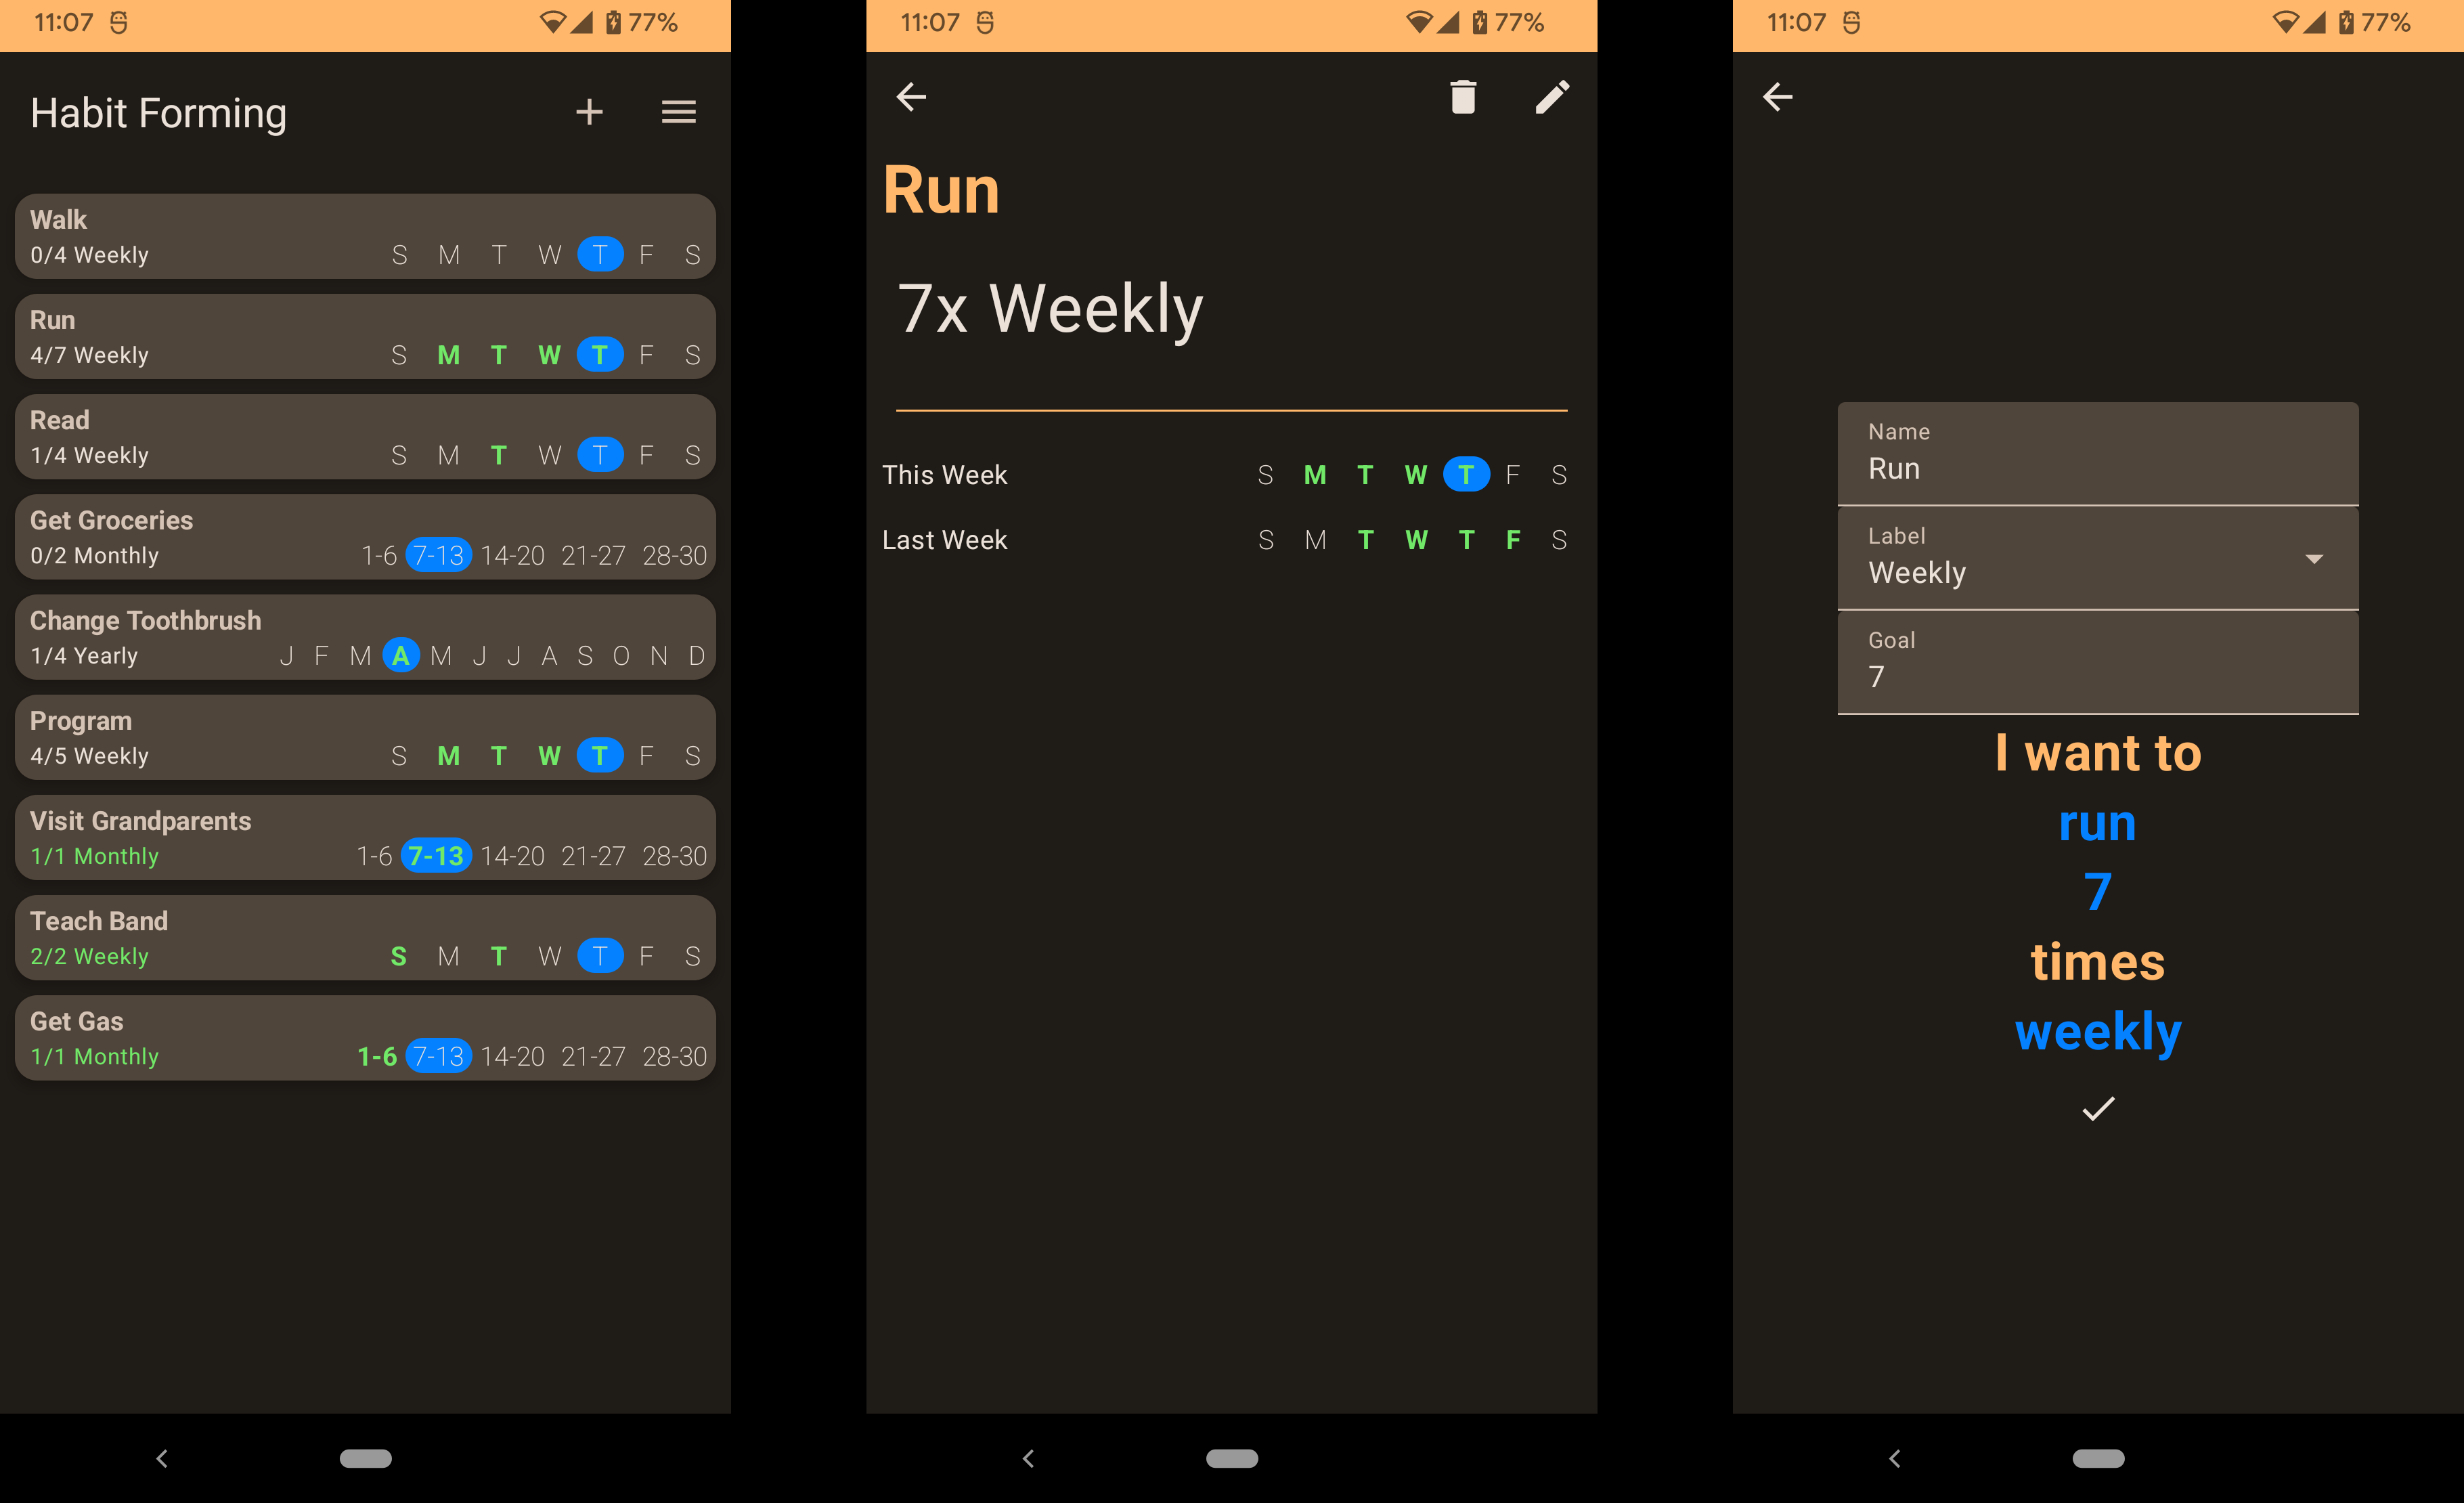 11:07 77%
Habit Forming
Walk
0/4 Weekly S M T W T F S
Run
4/7 Weekly S M T W T F S
Read
1/4 Weekly S M T W T F S
Get Groceries
0/2 Monthly 1-6 7-13 14-20 21-27 28-30
Change Toothbrush
1/4 Yearly J F M A M J J A S O N D
Program
4/5 Weekly S M T W T F S
Visit Grandparents
1/1 Monthly 1-6 7-13 14-20 21-27 28-30
Teach Band
2/2 Weekly S M T W T F S
Get Gas
1/1 Monthly 1-6 7-13 14-20 21-27 28-30
11:07 77%
Run
7x Weekly
This Week S M T W T F S
Last Week S M T W T F S
11:07 77%
Name
Run
Label
Weekly
Goal
7
I want to
run
7
times
weekly